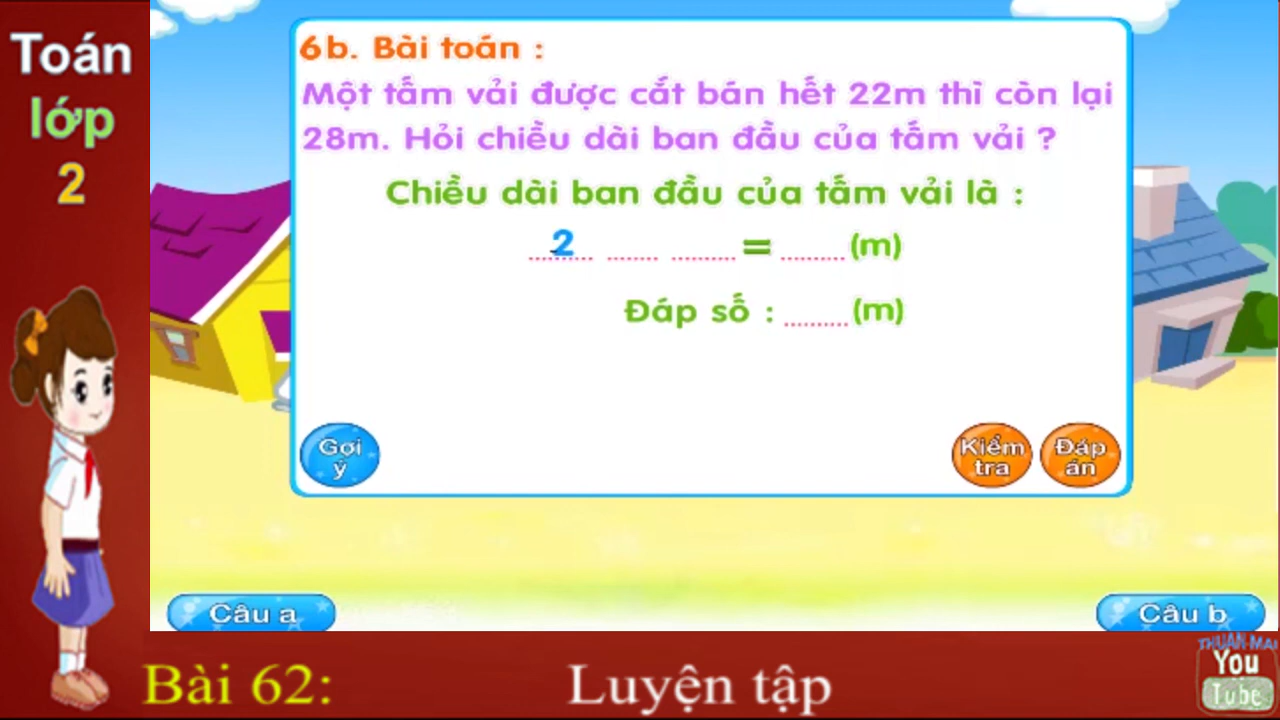 Toán
lớp
2
6b. Bài toán :
Một tấm vải được cắt bán hết 22m thì còn lại
28m. Hỏi chiều dài ban đầu của tấm vải ?
Chiều dài ban đầu của tấm vải là :
2 ........ ........ = ........ (m)
Đáp số : ......... (m)
Gợi
ý
Kiểm
tra
Đáp
án
Câu a
Câu b
Bài 62:
Luyện tập
THUAN MAI
You
Tube